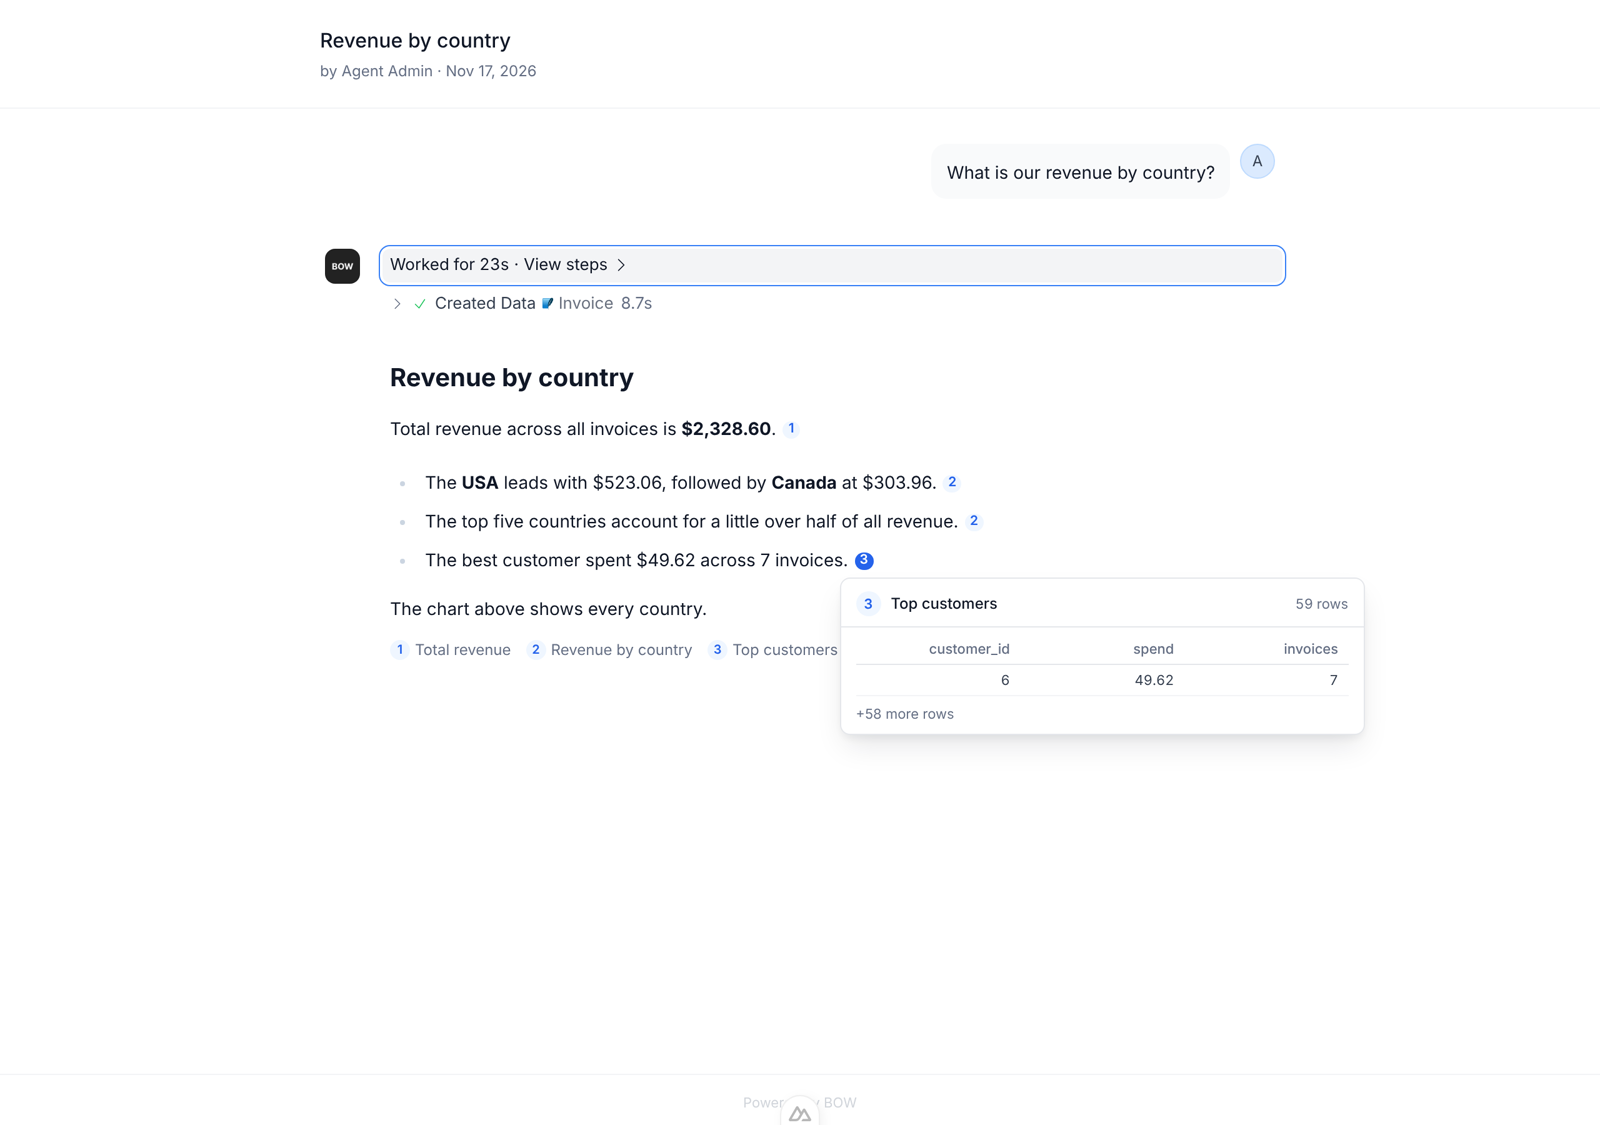 Revenue by country
by Agent Admin · Nov 17, 2026
What is our revenue by country?
A
BOW
Worked for 23s · View steps
Created Data Invoice 8.7s
Revenue by country
Total revenue across all invoices is $2,328.60. 1
The USA leads with $523.06, followed by Canada at $303.96. 2
The top five countries account for a little over half of all revenue. 2
The best customer spent $49.62 across 7 invoices. 3
The chart above shows every country.
1 Total revenue 2 Revenue by country 3 Top customers
3 Top customers 59 rows
customer_id spend invoices
6 49.62 7
+58 more rows
BOW